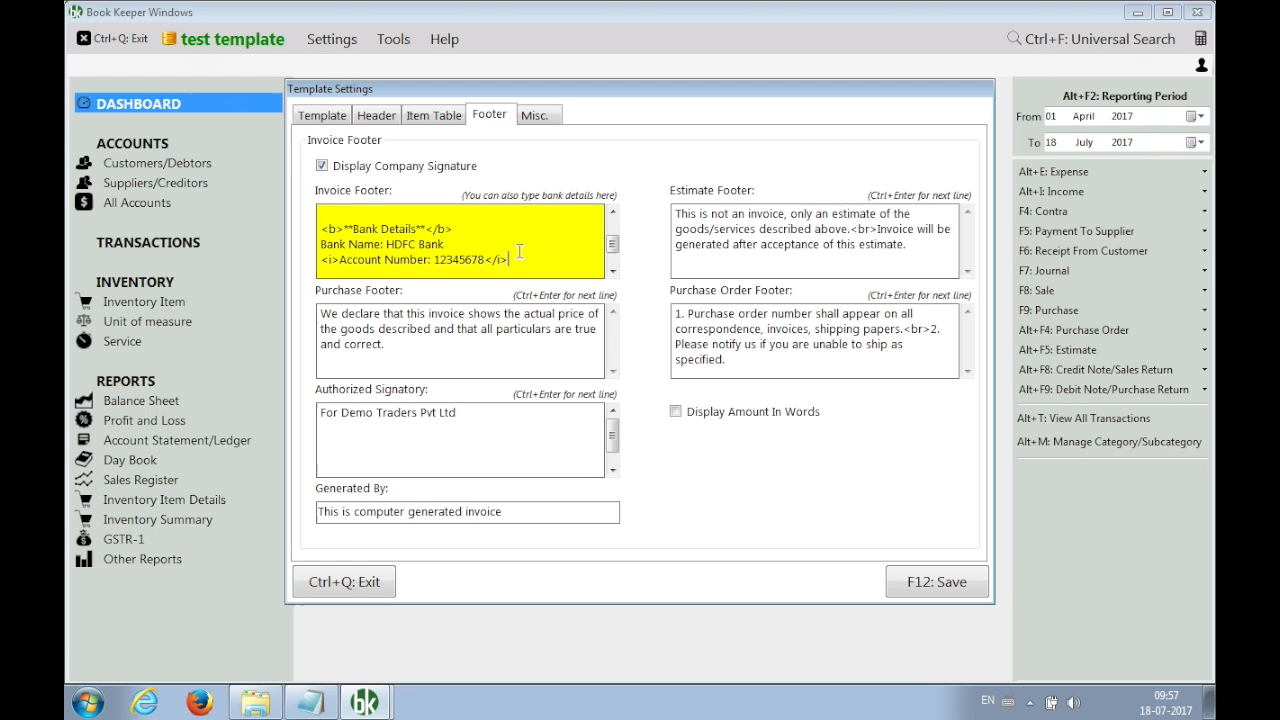 Book Keeper Windows
Ctrl+Q: Exit
test template
Settings
Tools
Help
Ctrl+F: Universal Search
DASHBOARD
ACCOUNTS
Customers/Debtors
Suppliers/Creditors
All Accounts
TRANSACTIONS
INVENTORY
Inventory Item
Unit of measure
Service
REPORTS
Balance Sheet
Profit and Loss
Account Statement/Ledger
Day Book
Sales Register
Inventory Item Details
Inventory Summary
GSTR-1
Other Reports
Template Settings
Template
Header
Item Table
Footer
Misc.
Invoice Footer
Display Company Signature
Invoice Footer:
(You can also type bank details here)
<b>**Bank Details**</b>
Bank Name: HDFC Bank
<i>Account Number: 12345678</i>
Purchase Footer:
(Ctrl+Enter for next line)
We declare that this invoice shows the actual price of
the goods described and that all particulars are true
and correct.
Authorized Signatory:
(Ctrl+Enter for next line)
For Demo Traders Pvt Ltd
Generated By:
This is computer generated invoice
Estimate Footer:
(Ctrl+Enter for next line)
This is not an invoice, only an estimate of the
goods/services described above.<br>Invoice will be
generated after acceptance of this estimate.
Purchase Order Footer:
(Ctrl+Enter for next line)
1. Purchase order number shall appear on all
correspondence, invoices, shipping papers.<br>2.
Please notify us if you are unable to ship as
specified.
Display Amount In Words
Ctrl+Q: Exit
F12: Save
Alt+F2: Reporting Period
From 01 April 2017
To 18 July 2017
Alt+E: Expense
Alt+I: Income
F4: Contra
F5: Payment To Supplier
F6: Receipt From Customer
F7: Journal
F8: Sale
F9: Purchase
Alt+F4: Purchase Order
Alt+F5: Estimate
Alt+F8: Credit Note/Sales Return
Alt+F9: Debit Note/Purchase Return
Alt+T: View All Transactions
Alt+M: Manage Category/Subcategory
bk
EN
09:57
18-07-2017